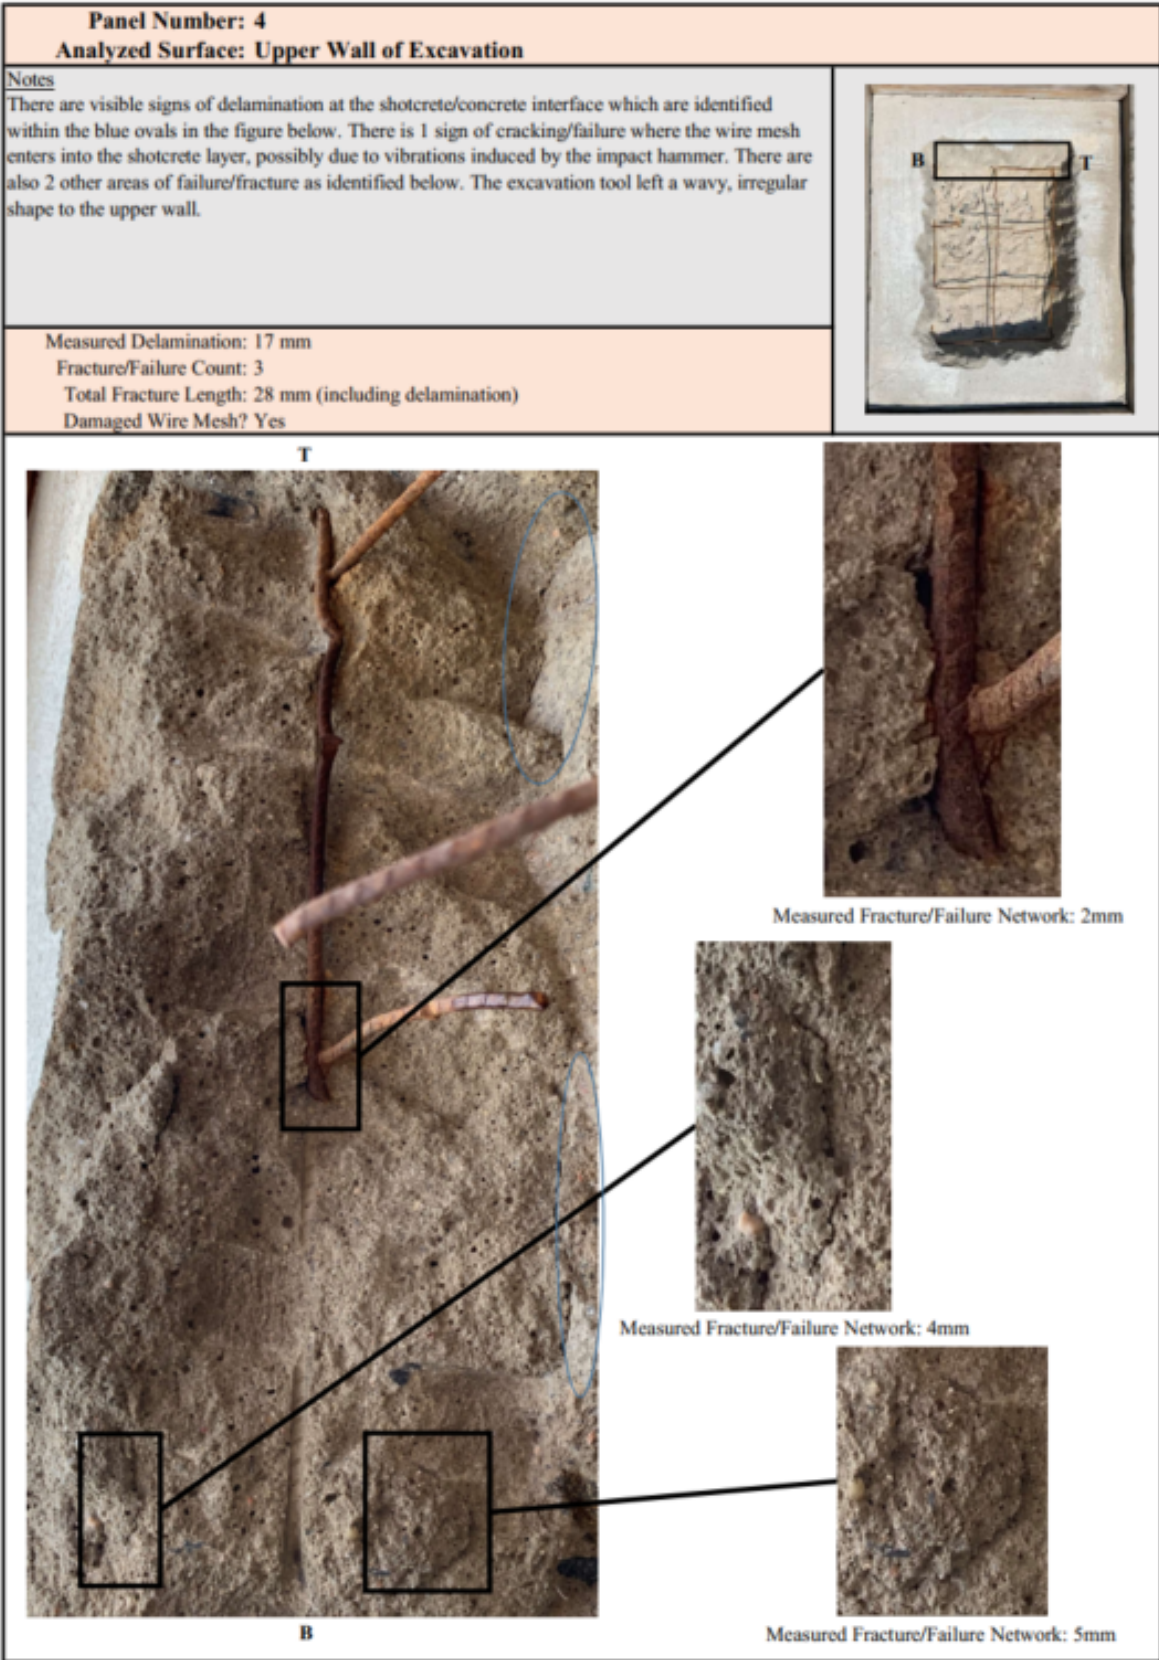 Panel Number: 4
Analyzed Surface: Upper Wall of Excavation
Notes
There are visible signs of delamination at the shotcrete/concrete interface which are identified
within the blue ovals in the figure below. There is 1 sign of cracking/failure where the wire mesh
enters into the shotcrete layer, possibly due to vibrations induced by the impact hammer. There are
also 2 other areas of failure/fracture as identified below. The excavation tool left a wavy, irregular
shape to the upper wall.
B
T
Measured Delamination: 17 mm
Fracture/Failure Count: 3
Total Fracture Length: 28 mm (including delamination)
Damaged Wire Mesh? Yes
T
Measured Fracture/Failure Network: 2mm
Measured Fracture/Failure Network: 4mm
B
Measured Fracture/Failure Network: 5mm